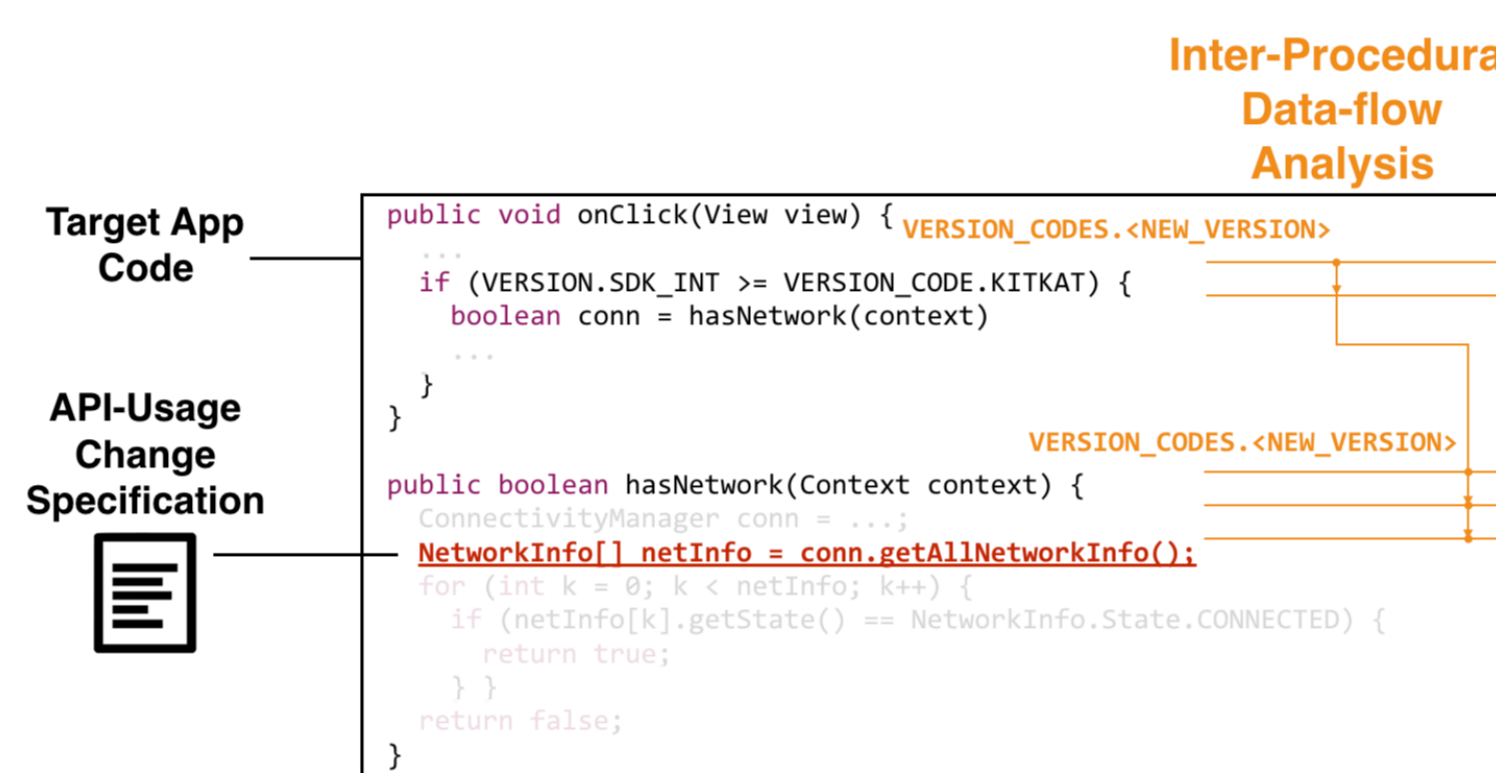 Inter-Procedura
Data-flow
Analysis
Target App
Code
public void onClick(View view) {
VERSION_CODES.<NEW_VERSION>
...
if (VERSION.SDK_INT >= VERSION_CODE.KITKAT) {
boolean conn = hasNetwork(context)
...
}
}
API-Usage
Change
Specification
VERSION_CODES.<NEW_VERSION>
public boolean hasNetwork(Context context) {
ConnectivityManager conn = ...;
NetworkInfo[] netInfo = conn.getAllNetworkInfo();
for (int k = 0; k < netInfo; k++) {
if (netInfo[k].getState() == NetworkInfo.State.CONNECTED) {
return true;
} }
return false;
}